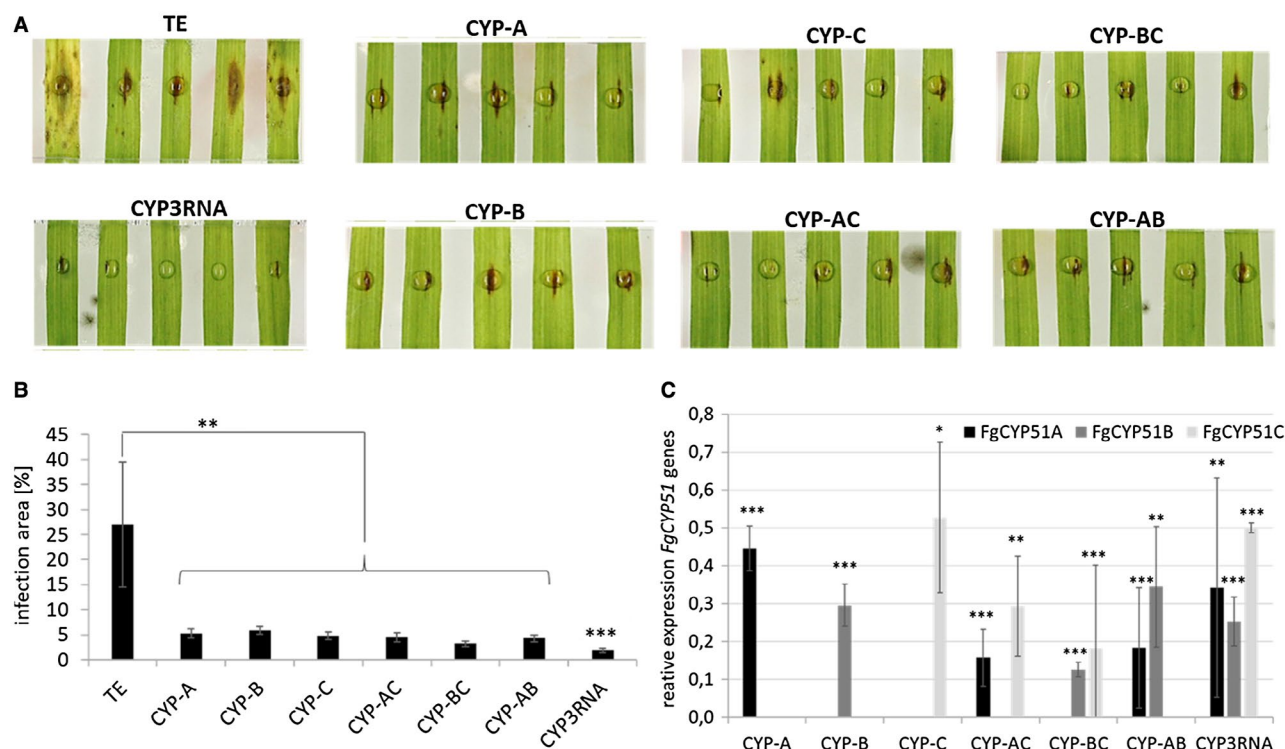 A
TE
CYP-A
CYP-C
CYP-BC
CYP3RNA
CYP-B
CYP-AC
CYP-AB
B
infection area [%]
45
40
35
30
25
20
15
10
5
0
**
***
TE
CYP-A
CYP-B
CYP-C
CYP-AC
CYP-BC
CYP-AB
CYP3RNA
C
reative expression FgCYP51 genes
0,8
0,7
0,6
0,5
0,4
0,3
0,2
0,1
0,0
FgCYP51A FgCYP51B FgCYP51C
***
***
*
***
**
***
***
***
**
**
***
***
CYP-A
CYP-B
CYP-C
CYP-AC
CYP-BC
CYP-AB
CYP3RNA